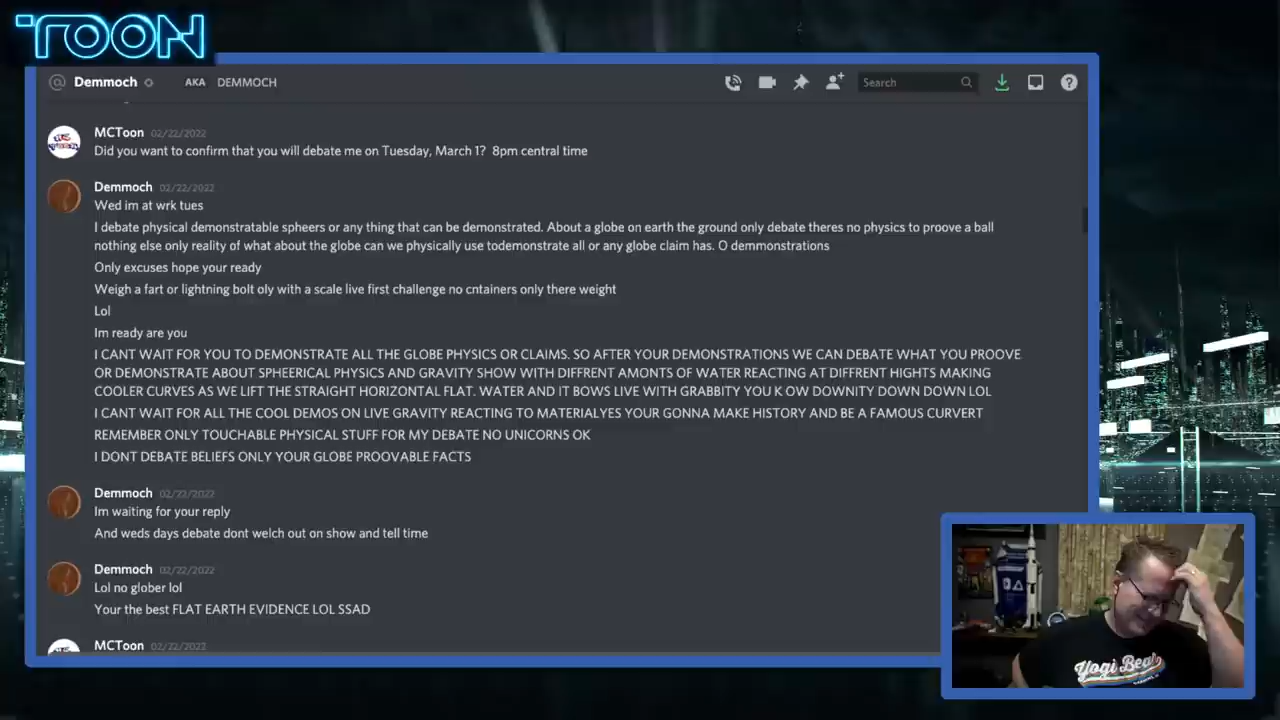 TOON
@ Demmoch AKA DEMMOCH Search
MCToon 02/22/2022
Did you want to confirm that you will debate me on Tuesday, March 1? 8pm central time
Demmoch 02/22/2022
Wed im at wrk tues
I debate physical demonstratable spheers or any thing that can be demonstrated. About a globe on earth the ground only debate theres no physics to proove a ball
nothing else only reality of what about the globe can we physically use todemonstrate all or any globe claim has. O demmonstrations
Only excuses hope your ready
Weigh a fart or lightning bolt oly with a scale live first challenge no cntainers only there weight
Lol
Im ready are you
I CANT WAIT FOR YOU TO DEMONSTRATE ALL THE GLOBE PHYSICS OR CLAIMS. SO AFTER YOUR DEMONSTRATIONS WE CAN DEBATE WHAT YOU PROOVE
OR DEMONSTRATE ABOUT SPHEERICAL PHYSICS AND GRAVITY SHOW WITH DIFFRENT AMONTS OF WATER REACTING AT DIFFRENT HIGHTS MAKING
COOLER CURVES AS WE LIFT THE STRAIGHT HORIZONTAL FLAT. WATER AND IT BOWS LIVE WITH GRABBITY YOU K OW DOWNITY DOWN DOWN LOL
I CANT WAIT FOR ALL THE COOL DEMOS ON LIVE GRAVITY REACTING TO MATERIALYES YOUR GONNA MAKE HISTORY AND BE A FAMOUS CURVERT
REMEMBER ONLY TOUCHABLE PHYSICAL STUFF FOR MY DEBATE NO UNICORNS OK
I DONT DEBATE BELIEFS ONLY YOUR GLOBE PROOVABLE FACTS
Demmoch 02/22/2022
Im waiting for your reply
And weds days debate dont welch out on show and tell time
Demmoch 02/22/2022
Lol no glober lol
Your the best FLAT EARTH EVIDENCE LOL SSAD
MCToon 02/22/2022
Yogi Bear